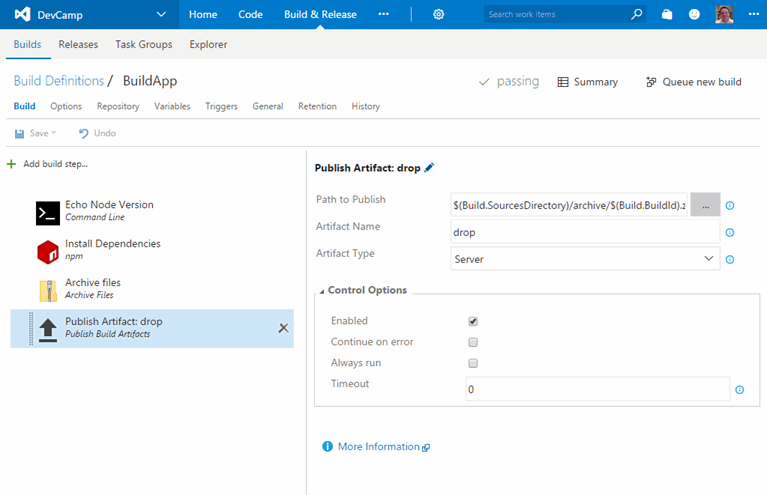 DevCamp Home Code Build & Release ••• Search work items •••
Builds Releases Task Groups Explorer
Build Definitions / BuildApp passing Summary Queue new build
Build Options Repository Variables Triggers General Retention History
Save Undo
Add build step...
Echo Node Version
Command Line
Install Dependencies
npm
Archive files
Archive Files
Publish Artifact: drop
Publish Build Artifacts
Publish Artifact: drop
Path to Publish $(Build.SourcesDirectory)/archive/$(Build.BuildId).z ...
Artifact Name drop
Artifact Type Server
Control Options
Enabled
Continue on error
Always run
Timeout 0
More Information